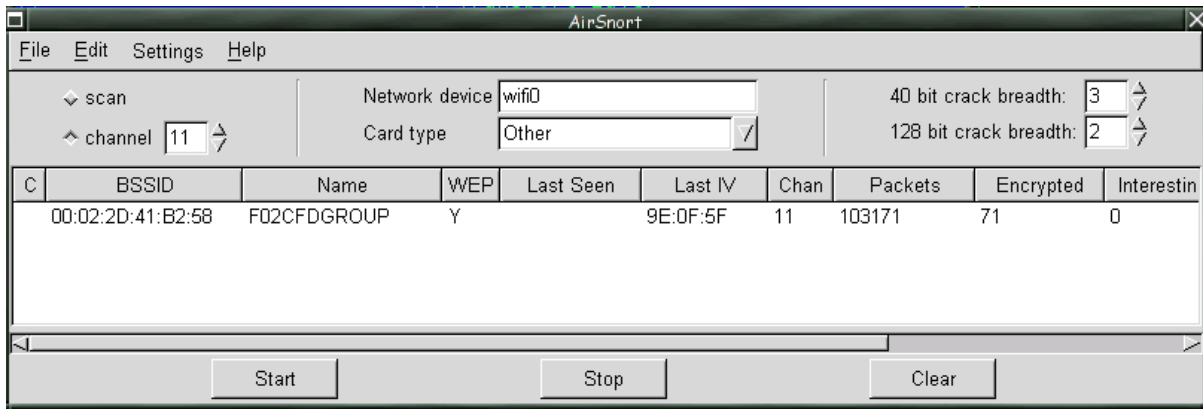 AirSnort
File Edit Settings Help
scan
channel 11
Network device wifi0
Card type Other
40 bit crack breadth: 3
128 bit crack breadth: 2
C BSSID Name WEP Last Seen Last IV Chan Packets Encrypted Interestin
00:02:2D:41:B2:58 F02CFDGROUP Y 9E:0F:5F 11 103171 71 0
Start Stop Clear